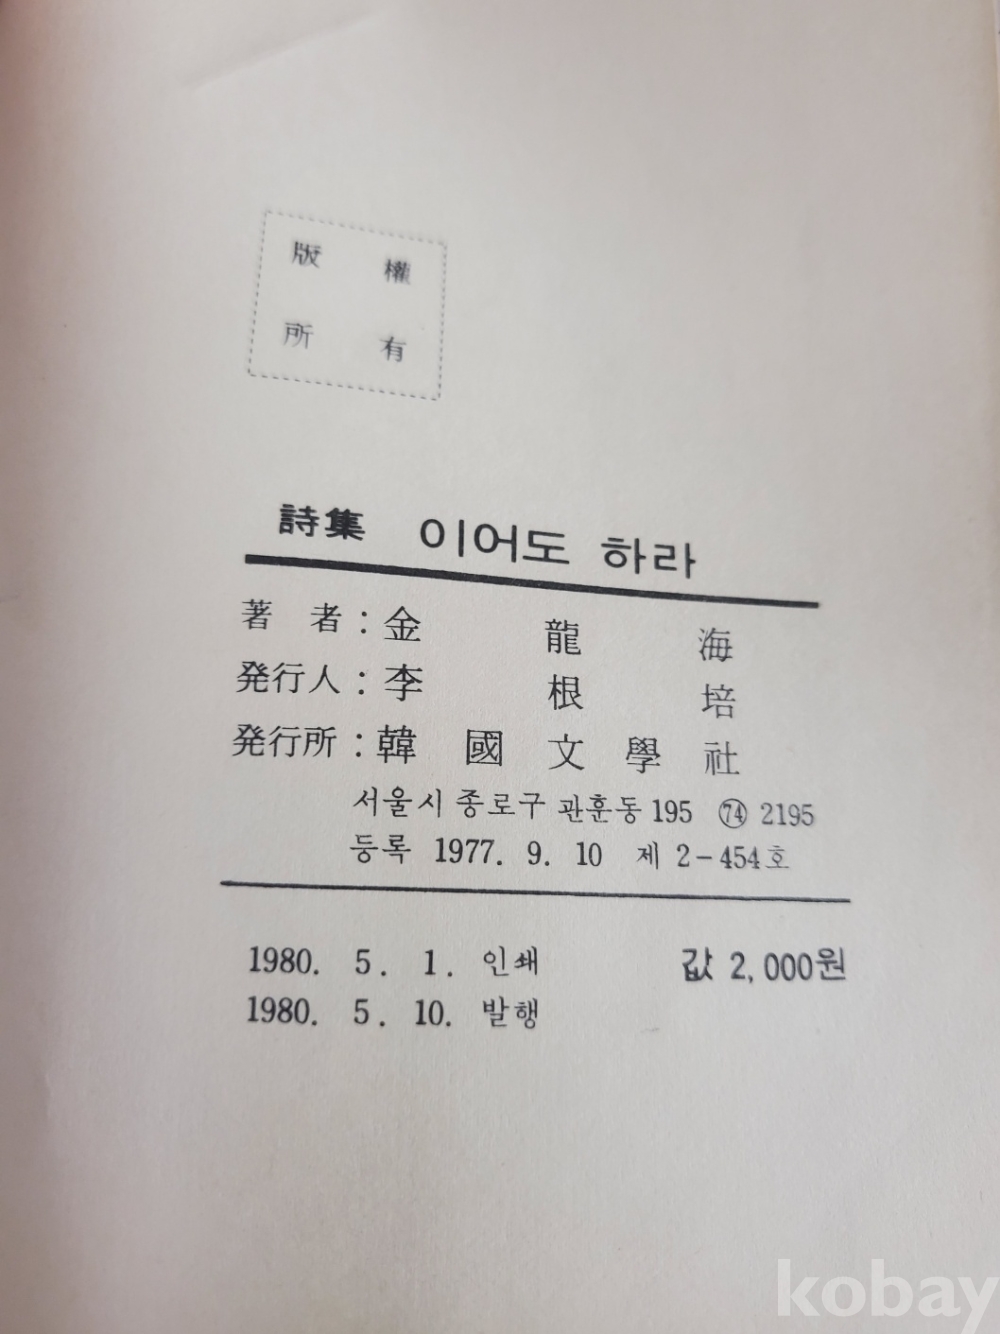 版 權
所 有
詩集 이어도 하라
著 者 : 金 龍 海
発行人 : 李 根 培
発行所 : 韓 國 文 學 社
서울시 종로구 관훈동 195 ㊼ 2195
등록 1977. 9. 10 제 2-454호
1980. 5. 1. 인쇄 값 2,000원
1980. 5. 10. 발행
kobay